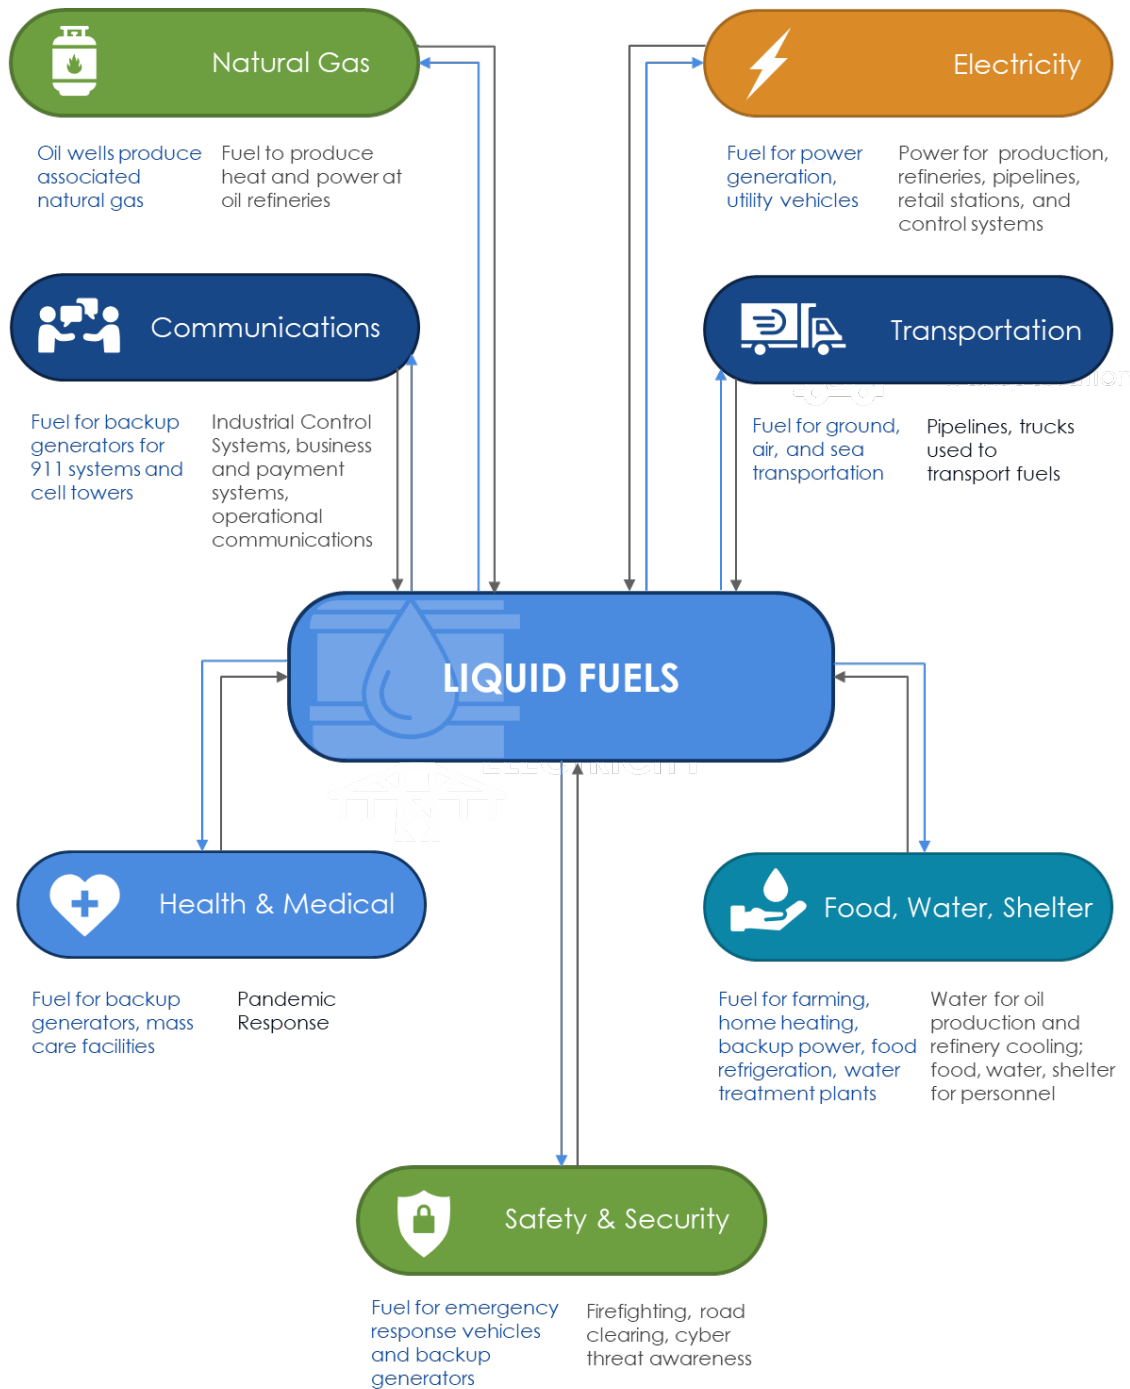 Natural Gas
Oil wells produce
associated
natural gas
Fuel to produce
heat and power at
oil refineries
Electricity
Fuel for power
generation,
utility vehicles
Power for production,
refineries, pipelines,
retail stations, and
control systems
Communications
Fuel for backup
generators for
911 systems and
cell towers
Industrial Control
Systems, business
and payment
systems,
operational
communications
Transportation
Fuel for ground,
air, and sea
transportation
Pipelines, trucks
used to
transport fuels
LIQUID FUELS
ELECTRICITY
Health & Medical
Fuel for backup
generators, mass
care facilities
Pandemic
Response
Food, Water, Shelter
Fuel for farming,
home heating,
backup power, food
refrigeration, water
treatment plants
Water for oil
production and
refinery cooling;
food, water, shelter
for personnel
Safety & Security
Fuel for emergency
response vehicles
and backup
generators
Firefighting, road
clearing, cyber
threat awareness